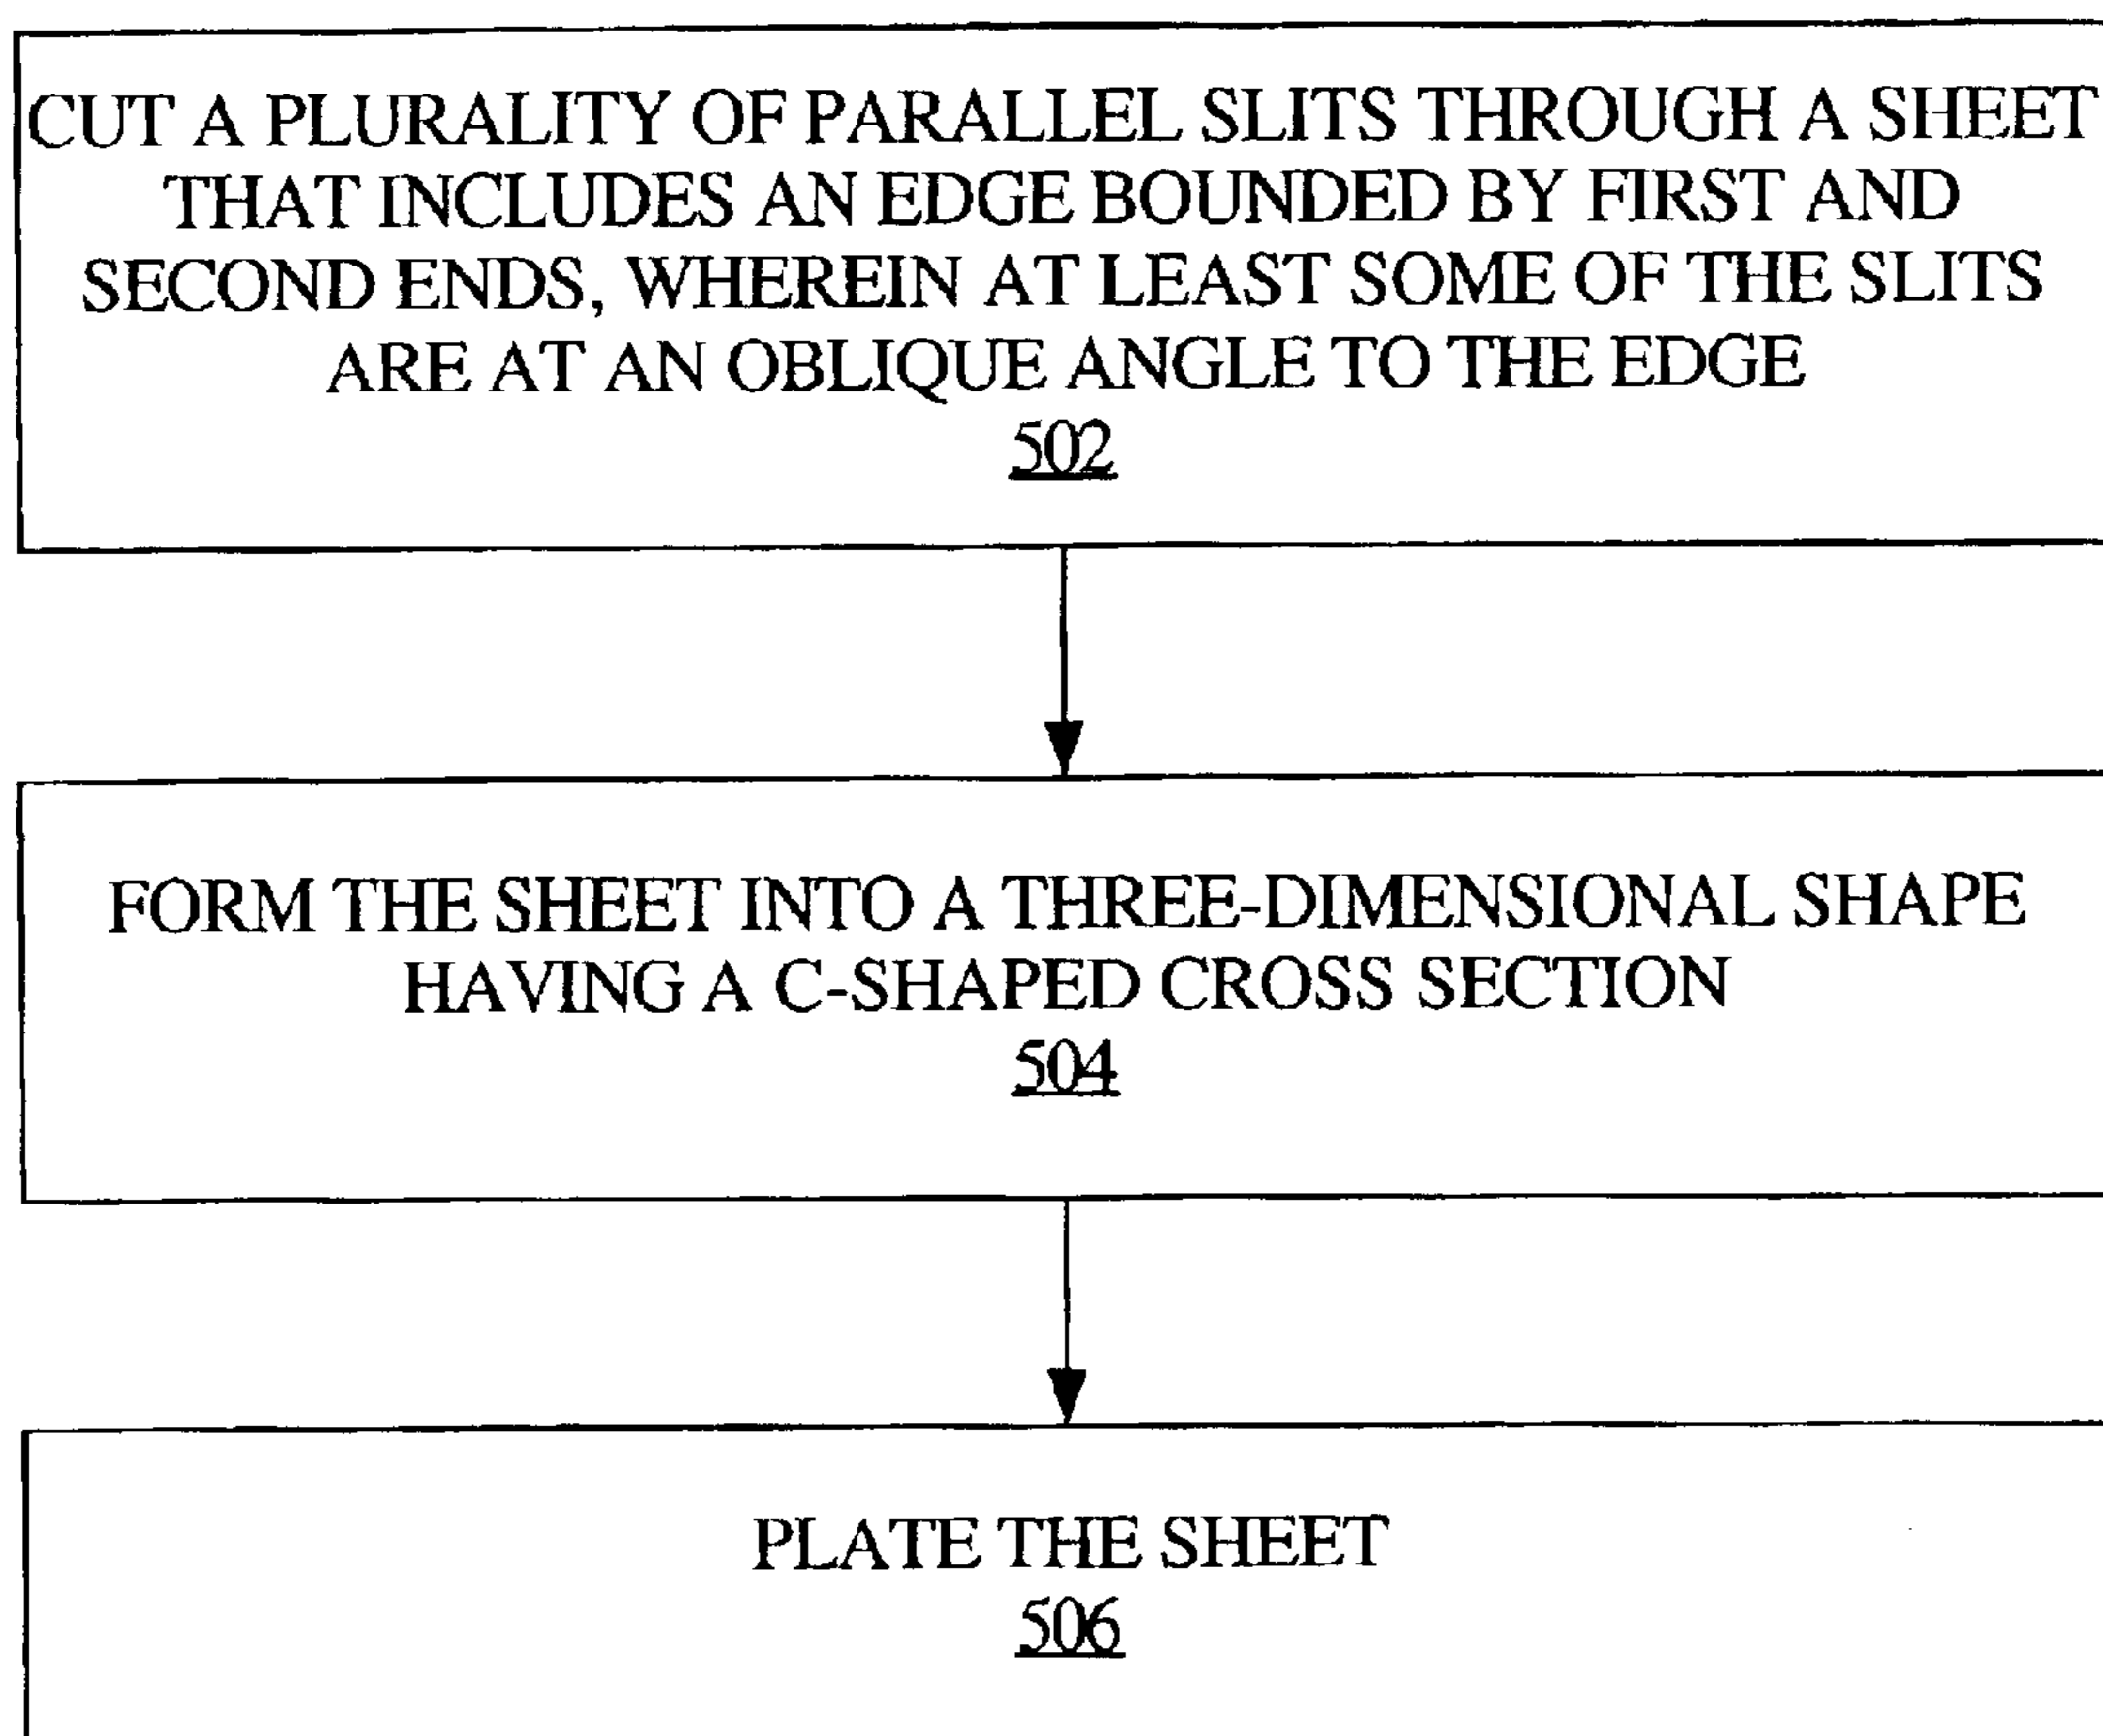 CUT A PLURALITY OF PARALLEL SLITS THROUGH A SHEET
THAT INCLUDES AN EDGE BOUNDED BY FIRST AND
SECOND ENDS, WHEREIN AT LEAST SOME OF THE SLITS
ARE AT AN OBLIQUE ANGLE TO THE EDGE
502
FORM THE SHEET INTO A THREE-DIMENSIONAL SHAPE
HAVING A C-SHAPED CROSS SECTION
504
PLATE THE SHEET
506